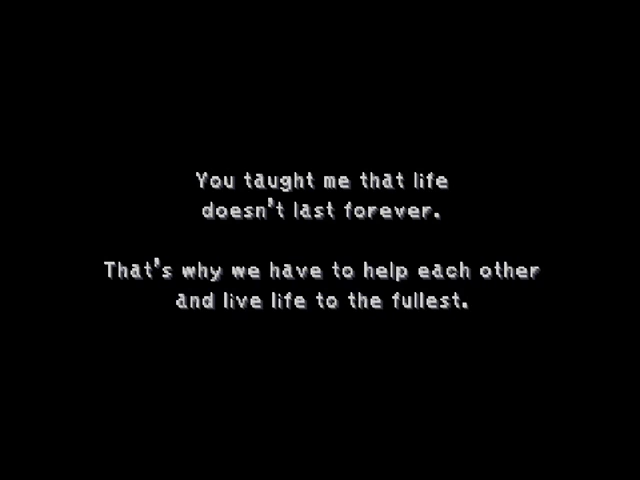 You taught me that life
doesn't last forever.
That's why we have to help each other
and live life to the fullest.